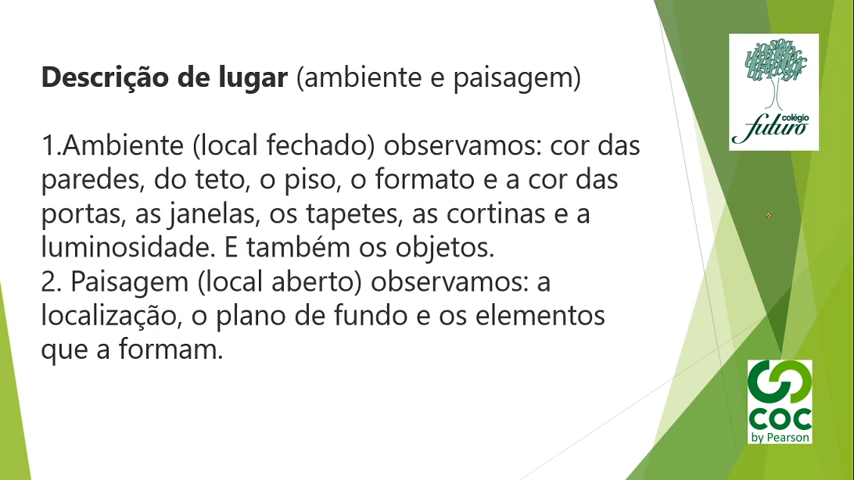 Descrição de lugar (ambiente e paisagem)
1.Ambiente (local fechado) observamos: cor das
paredes, do teto, o piso, o formato e a cor das
portas, as janelas, os tapetes, as cortinas e a
luminosidade. E também os objetos.
2. Paisagem (local aberto) observamos: a
localização, o plano de fundo e os elementos
que a formam.
colégio
futuro
COC
by Pearson